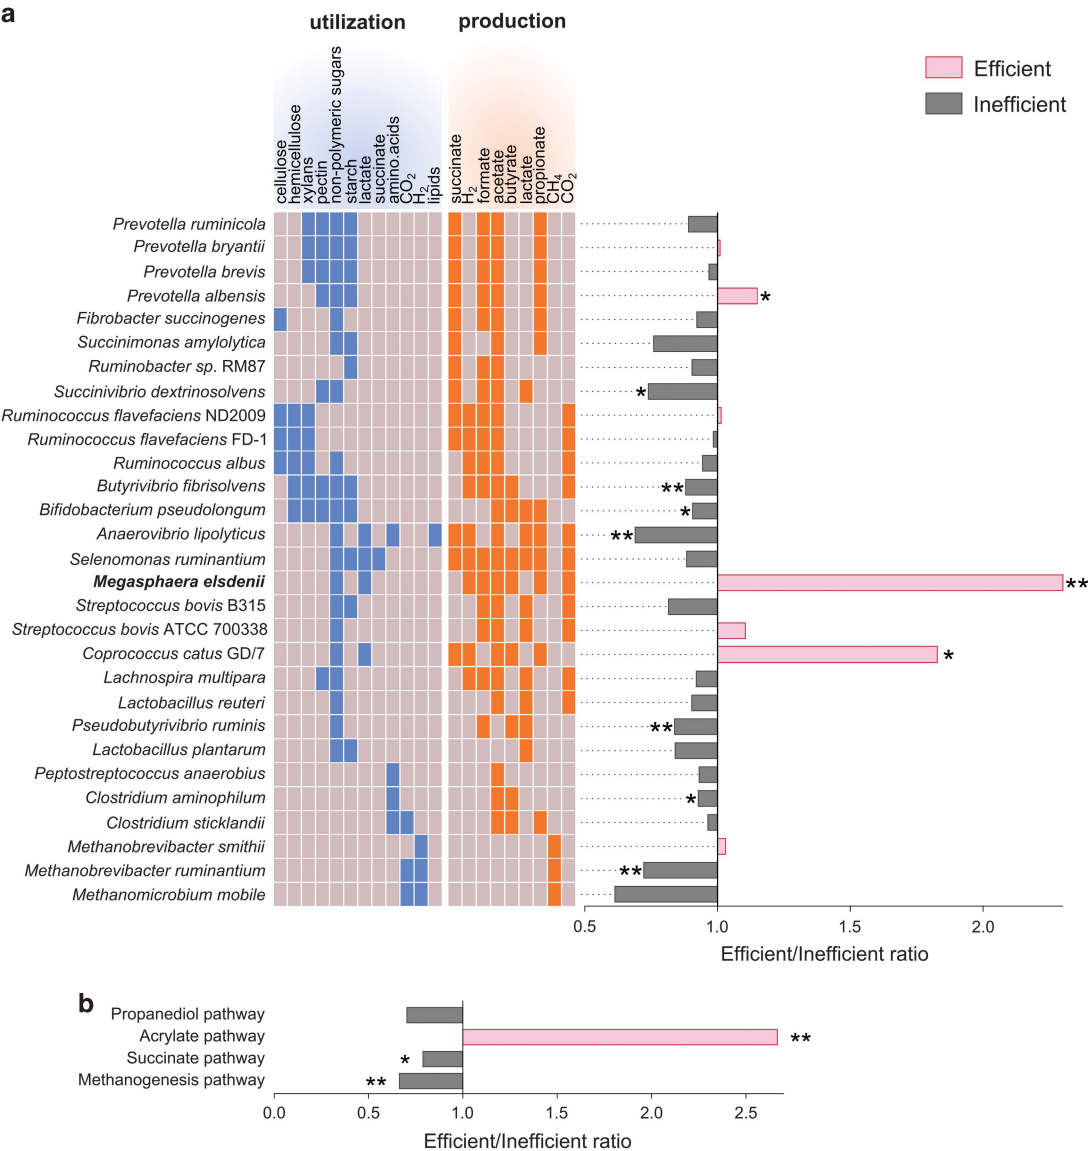 a
utilization
production
Efficient
Inefficient
cellulose
hemicellulose
xylans
pectin
non-polymeric sugars
starch
lactate
succinate
amino.acids
CO2
H2
lipids
succinate
H2
formate
acetate
butyrate
lactate
propionate
CH4
CO2
Prevotella ruminicola
Prevotella bryantii
Prevotella brevis
Prevotella albensis *
Fibrobacter succinogenes
Succinimonas amylolytica
Ruminobacter sp. RM87
Succinivibrio dextrinosolvens *
Ruminococcus flavefaciens ND2009
Ruminococcus flavefaciens FD-1
Ruminococcus albus
Butyrivibrio fibrisolvens **
Bifidobacterium pseudolongum *
Anaerovibrio lipolyticus **
Selenomonas ruminantium
Megasphaera elsdenii **
Streptococcus bovis B315
Streptococcus bovis ATCC 700338
Coprococcus catus GD/7 *
Lachnospira multipara
Lactobacillus reuteri
Pseudobutyrivibrio ruminis **
Lactobacillus plantarum
Peptostreptococcus anaerobius
Clostridium aminophilum *
Clostridium sticklandii
Methanobrevibacter smithii
Methanobrevibacter ruminantium **
Methanomicrobium mobile
0.5 1.0 1.5 2.0
Efficient/Inefficient ratio
b
Propanediol pathway
Acrylate pathway **
Succinate pathway *
Methanogenesis pathway **
0.0 0.5 1.0 1.5 2.0 2.5
Efficient/Inefficient ratio